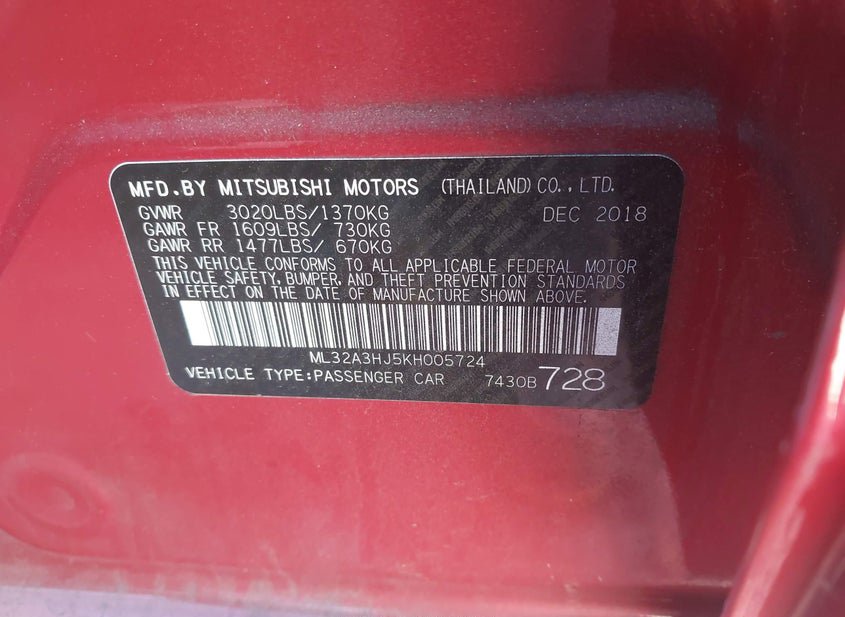 MFD.BY MITSUBISHI MOTORS (THAILAND)CO.,LTD.
GVWR 3020LBS/1370KG DEC 2018
GAWR FR 1609LBS/ 730KG
GAWR RR 1477LBS/ 670KG
THIS VEHICLE CONFORMS TO ALL APPLICABLE FEDERAL MOTOR
VEHICLE SAFETY, BUMPER, AND THEFT PREVENTION STANDARDS
IN EFFECT ON THE DATE OF MANUFACTURE SHOWN ABOVE.
ML32A3HJ5KH005724
VEHICLE TYPE:PASSENGER CAR 7430B 728